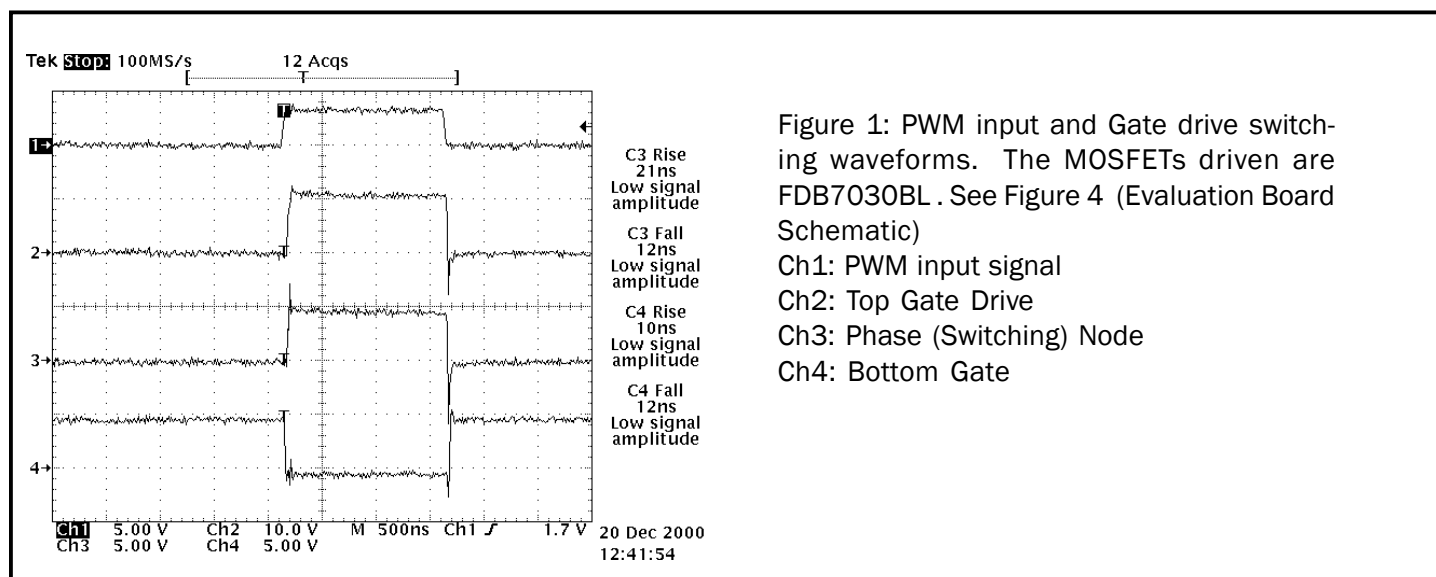 Tek Stop: 100MS/s 12 Acqs
[ T ]
T
1
C3 Rise
21ns
Low signal
amplitude
2
C3 Fall
12ns
Low signal
amplitude
T
3
C4 Rise
10ns
Low signal
amplitude
T
4
C4 Fall
12ns
Low signal
amplitude
T
Ch1 5.00 V Ch2 10.0 V M 500ns Ch1 1.7 V
Ch3 5.00 V Ch4 5.00 V
20 Dec 2000
12:41:54
Figure 1: PWM input and Gate drive switch-
ing waveforms. The MOSFETs driven are
FDB7030BL . See Figure 4 (Evaluation Board
Schematic)
Ch1: PWM input signal
Ch2: Top Gate Drive
Ch3: Phase (Switching) Node
Ch4: Bottom Gate